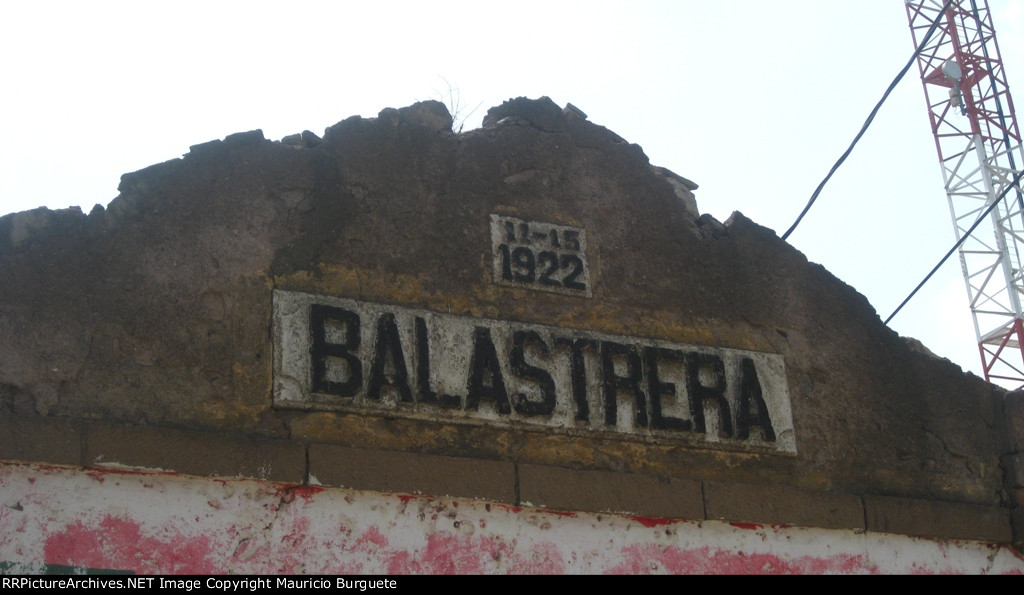 11-15
1922
BALASTRERA
RRPictureArchives.NET Image Copyright Mauricio Burguete